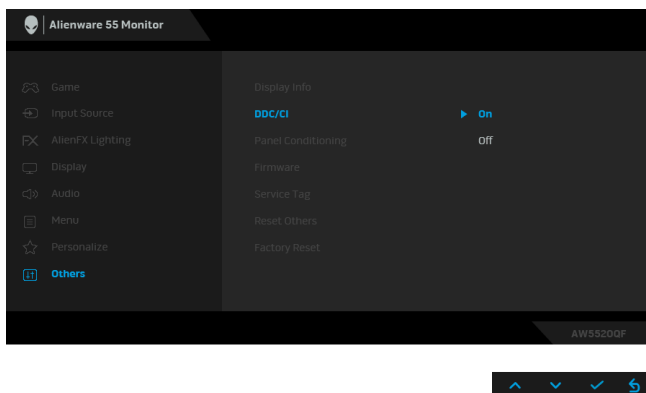 Alienware 55 Monitor
Game
Display Info
Input Source
DDC/CI
On
AlienFX Lighting
Panel Conditioning
Off
Display
Firmware
Audio
Service Tag
Menu
Reset Others
Personalize
Factory Reset
Others
AW5520QF